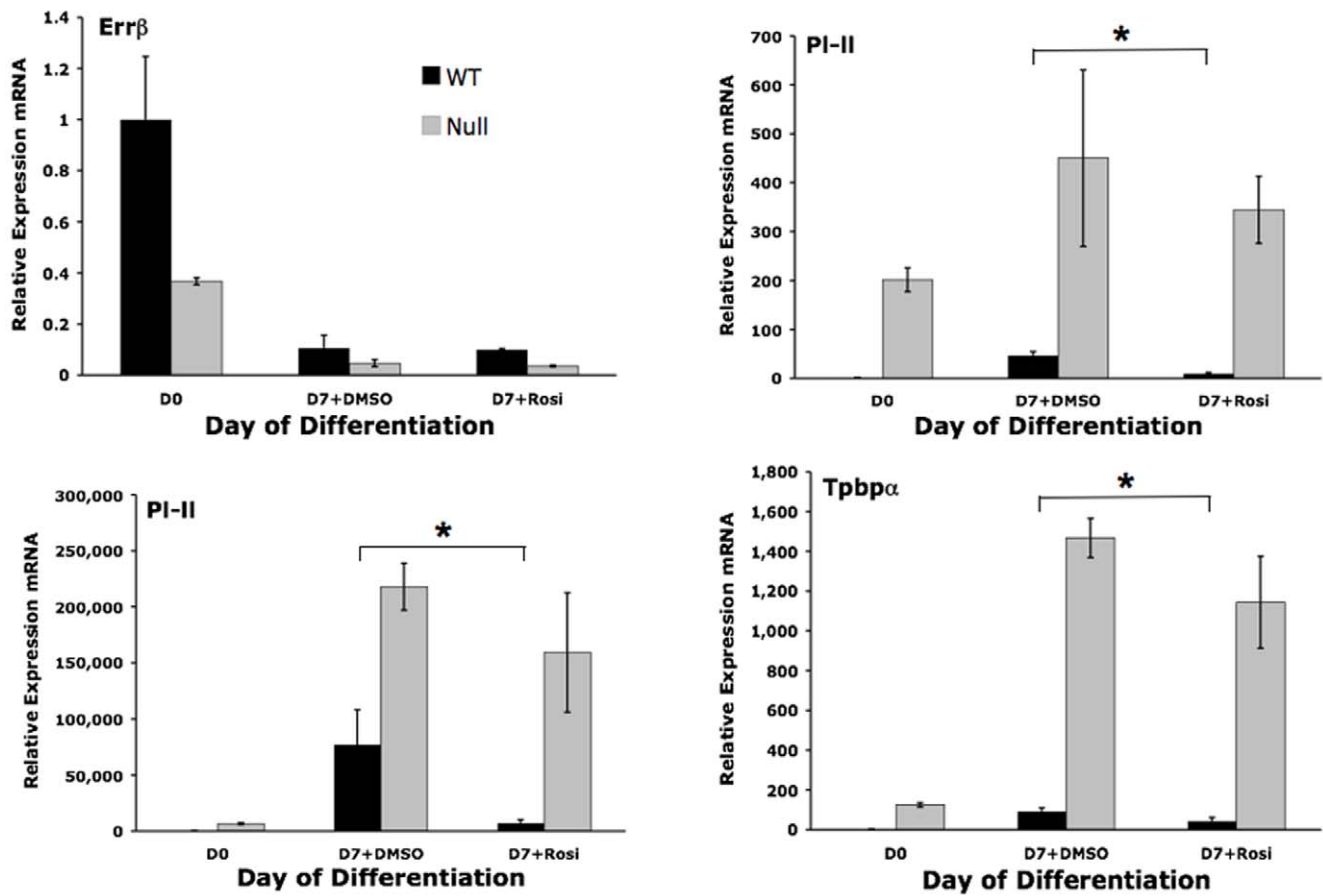 Errβ
WT
Null
Relative Expression mRNA
1.4
1.2
1
0.8
0.6
0.4
0.2
0
D0 D7+DMSO D7+Rosi
Day of Differentiation
Pl-II
*
Relative Expression mRNA
700
600
500
400
300
200
100
0
D0 D7+DMSO D7+Rosi
Day of Differentiation
Pl-II
*
Relative Expression mRNA
300,000
250,000
200,000
150,000
100,000
50,000
0
D0 D7+DMSO D7+Rosi
Day of Differentiation
Tpbpα
*
Relative Expression mRNA
1,800
1,600
1,400
1,200
1,000
800
600
400
200
0
D0 D7+DMSO D7+Rosi
Day of Differentiation